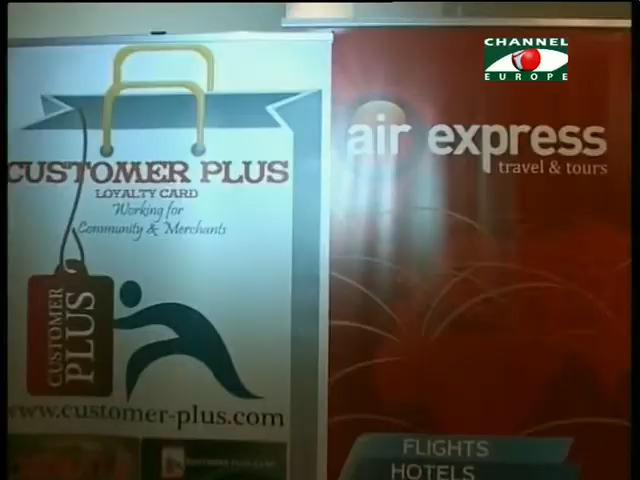 CHANNEL
EUROPE
CUSTOMER PLUS
LOYALTY CARD
Working for
Community & Merchants
CUSTOMER
PLUS
www.customer-plus.com
air express
travel & tours
FLIGHTS
HOTELS